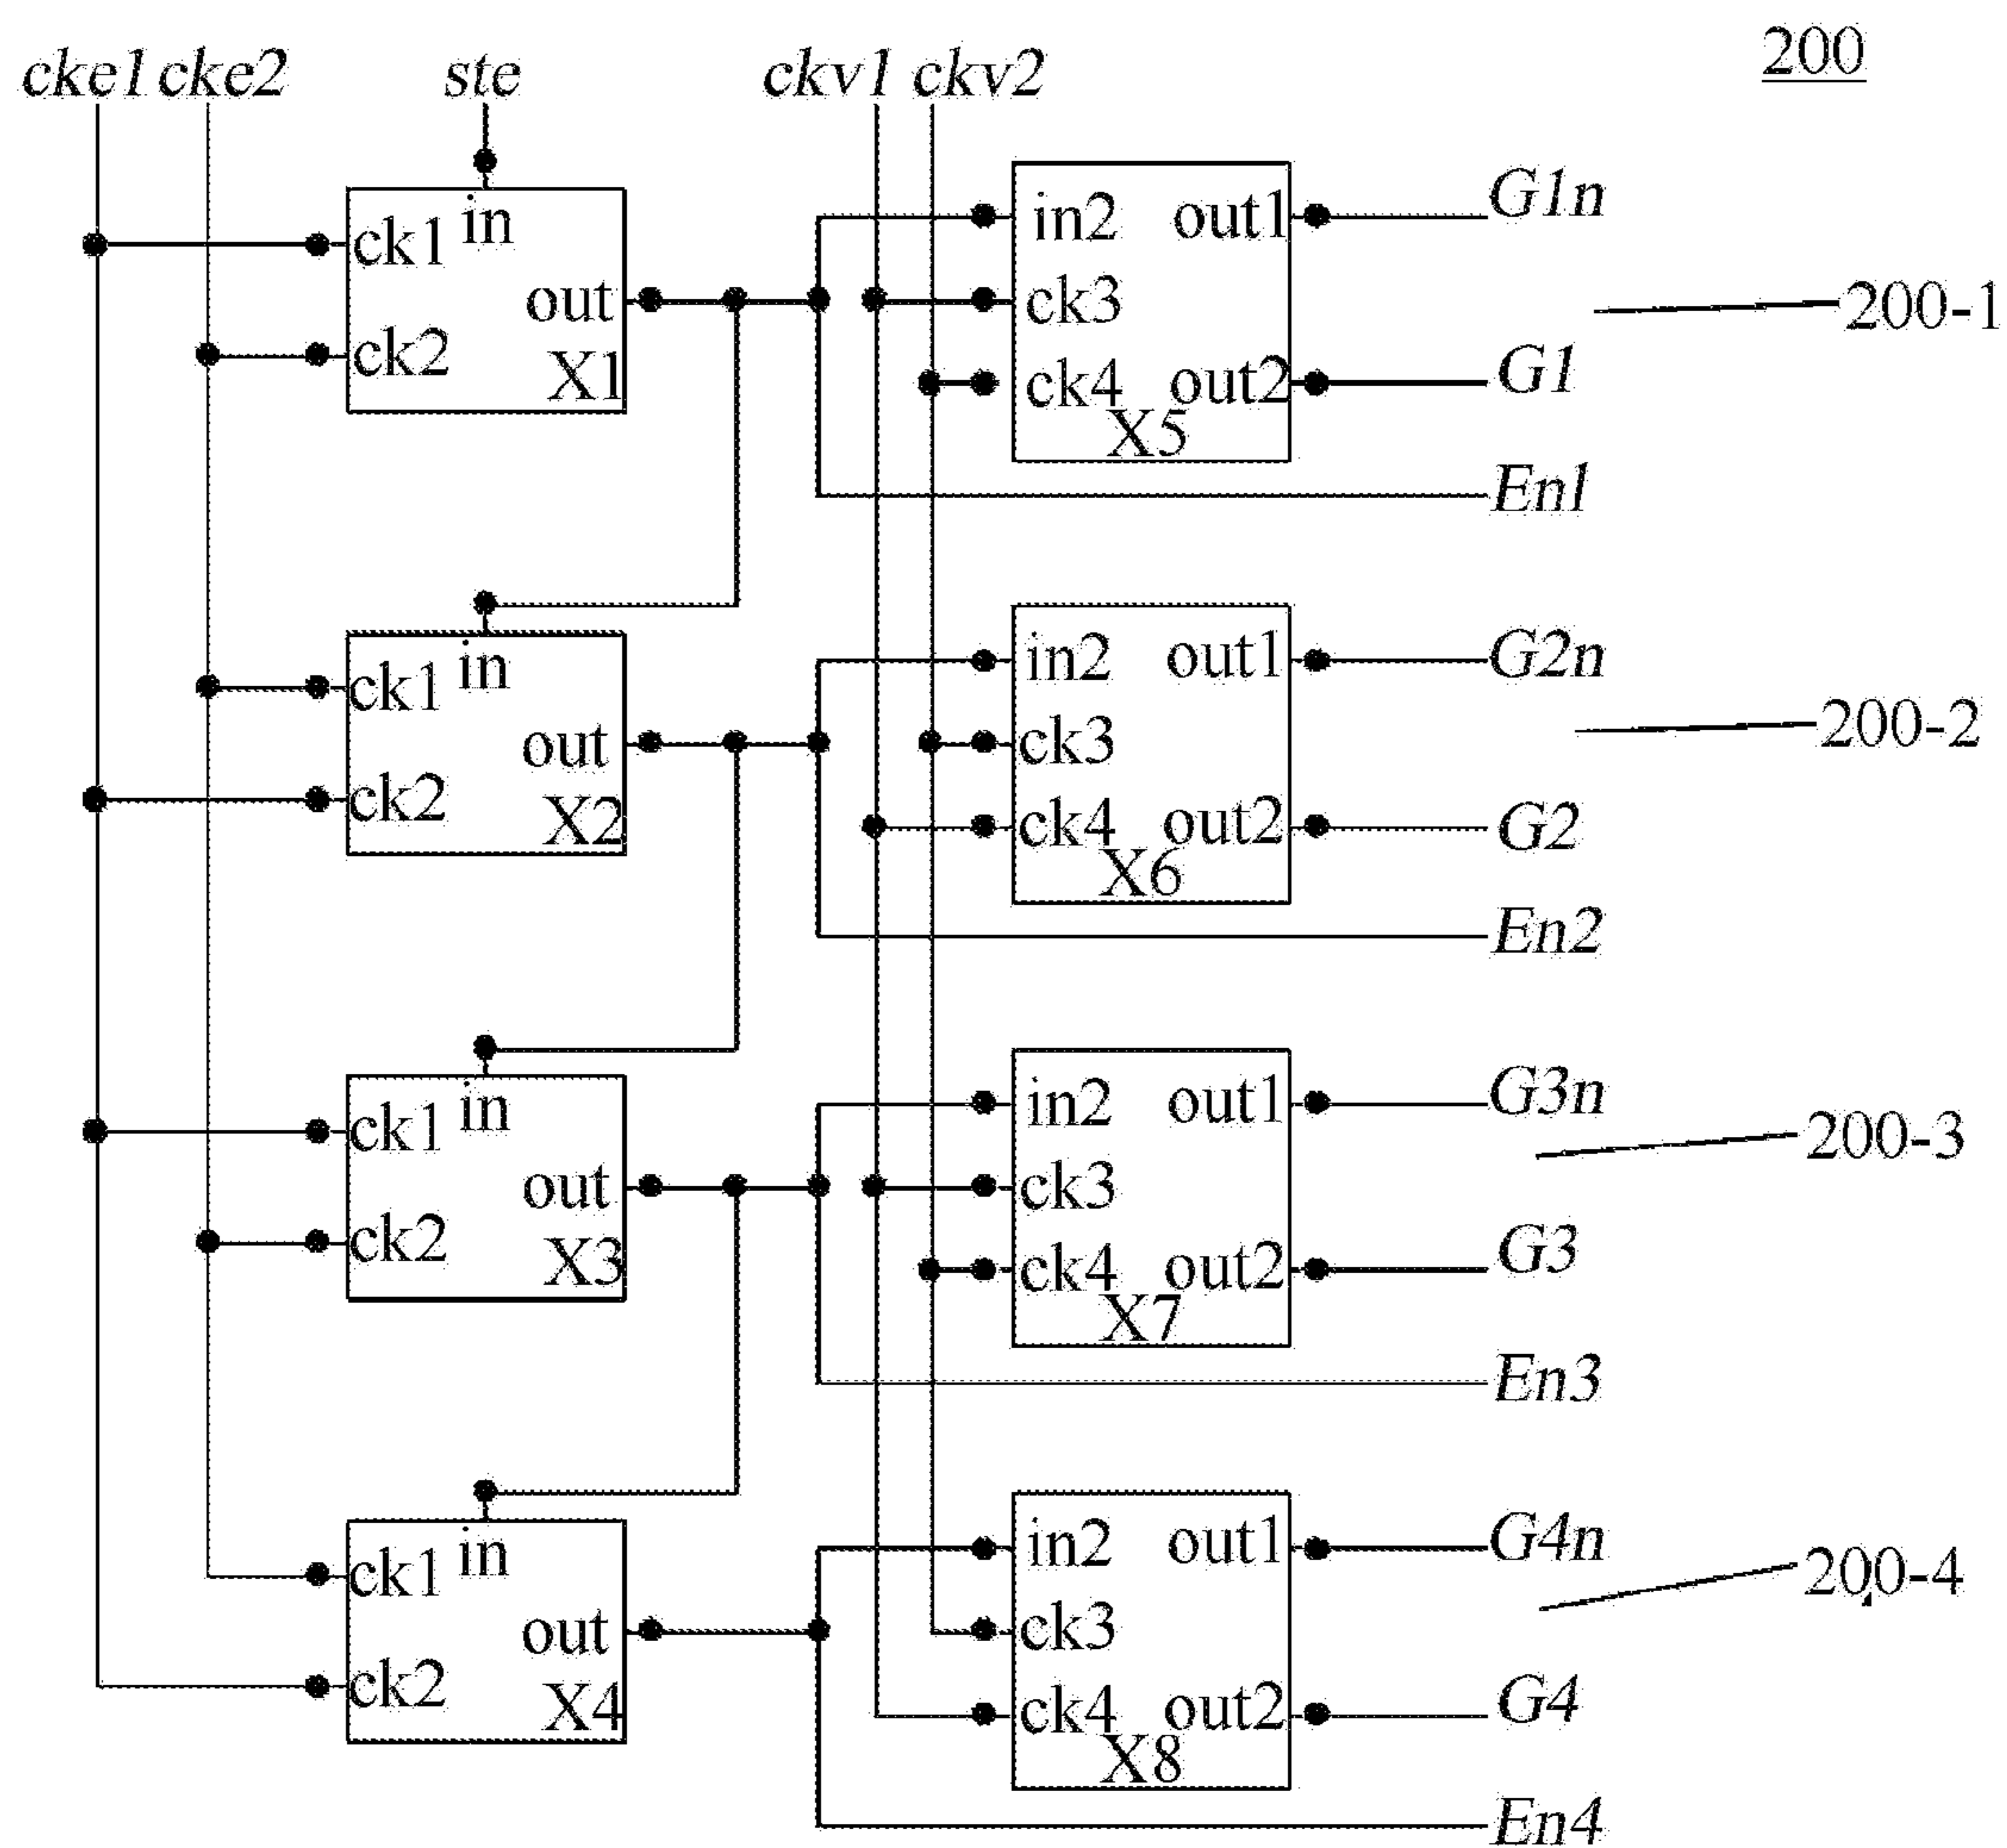 200
cke1 cke2 ste ckv1 ckv2
in
ck1
out
ck2
X1
in2 out1
ck3
ck4 out2
X5
G1n
200-1
G1
En1
in
ck1
out
ck2
X2
in2 out1
ck3
ck4 out2
X6
G2n
200-2
G2
En2
in
ck1
out
ck2
X3
in2 out1
ck3
ck4 out2
X7
G3n
200-3
G3
En3
in
ck1
out
ck2
X4
in2 out1
ck3
ck4 out2
X8
G4n
200-4
G4
En4